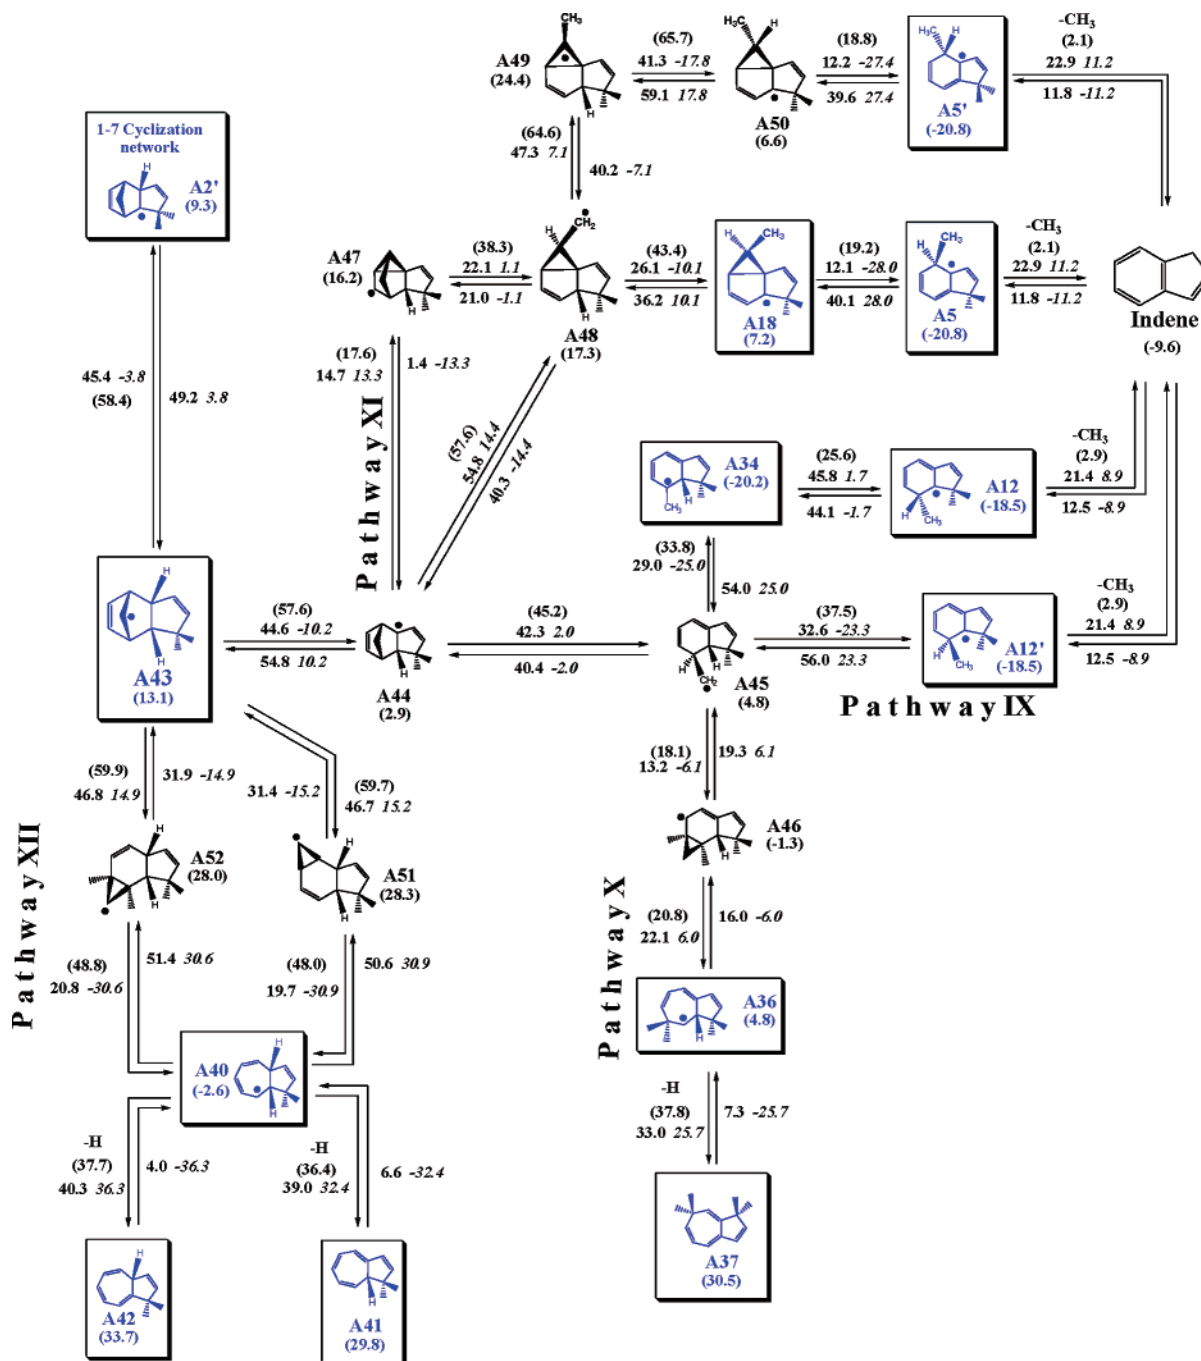 CH3
A49
(24.4)
(65.7)
41.3 -17.8
59.1 17.8
H3C
H
A50
(6.6)
(18.8)
12.2 -27.4
39.6 27.4
H3C H
A5'
(-20.8)
-CH3
(2.1)
22.9 11.2
11.8 -11.2
H
(64.6)
47.3 7.1
40.2 -7.1
1-7 Cyclization
network
H
A2'
(9.3)
A47
(16.2)
(38.3)
22.1 1.1
21.0 -1.1
CH2
H
H
A48
(17.3)
(43.4)
26.1 -10.1
36.2 10.1
H CH3
A18
(7.2)
(19.2)
12.1 -28.0
40.1 28.0
CH3
H
A5
(-20.8)
-CH3
(2.1)
22.9 11.2
11.8 -11.2
Indene
(-9.6)
H
45.4 -3.8
(58.4)
49.2 3.8
(17.6)
14.7 13.3
1.4 -13.3
Pathway XI
(57.6)
54.8 14.4
40.3 -14.4
A34
(-20.2)
H
CH3
(25.6)
45.8 1.7
44.1 -1.7
A12
(-18.5)
H
CH3
-CH3
(2.9)
21.4 8.9
12.5 -8.9
(33.8)
29.0 -25.0
54.0 25.0
H
H
A43
(13.1)
(57.6)
44.6 -10.2
54.8 10.2
H
A44
(2.9)
(45.2)
42.3 2.0
40.4 -2.0
H
H
CH2
A45
(4.8)
(37.5)
32.6 -23.3
56.0 23.3
H
CH3
A12'
(-18.5)
-CH3
(2.9)
21.4 8.9
12.5 -8.9
Pathway IX
(59.9)
46.8 14.9
31.9 -14.9
31.4 -15.2
(59.7)
46.7 15.2
(18.1)
13.2 -6.1
19.3 6.1
Pathway XII
H
H
A52
(28.0)
H
H
A51
(28.3)
H
A46
(-1.3)
(48.8)
20.8 -30.6
51.4 30.6
(48.0)
19.7 -30.9
50.6 30.9
Pathway X
(20.8)
22.1 6.0
16.0 -6.0
A40
(-2.6)
H
H
H
A36
(4.8)
-H
(37.7)
40.3 36.3
4.0 -36.3
-H
(36.4)
39.0 32.4
6.6 -32.4
-H
(37.8)
33.0 25.7
7.3 -25.7
H
A42
(33.7)
H
A41
(29.8)
A37
(30.5)